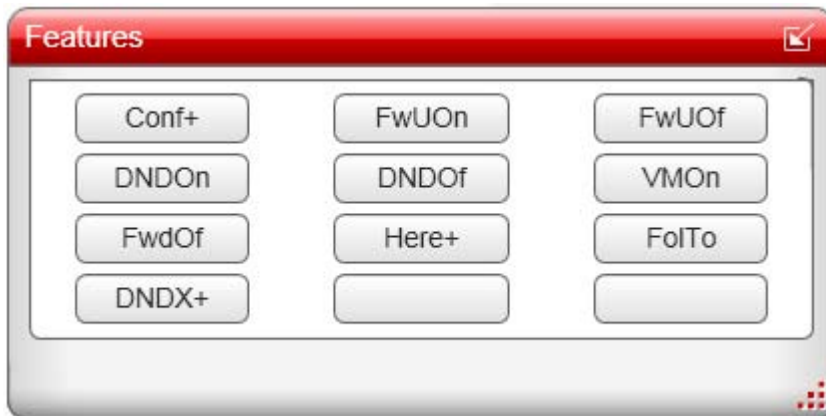 Features
Conf+ FwUOn FwUOf
DNDOn DNDOf VMOn
FwdOf Here+ FolTo
DNDX+